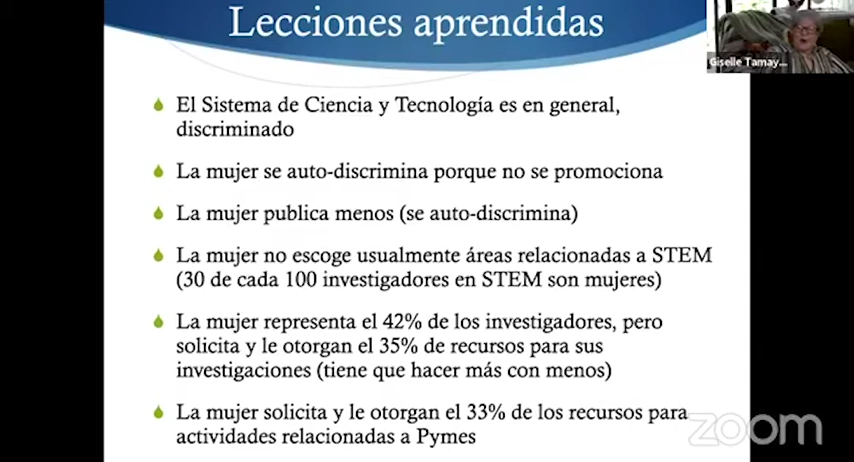 Lecciones aprendidas
Giselle Tamay...
El Sistema de Ciencia y Tecnología es en general,
discriminado
La mujer se auto-discrimina porque no se promociona
La mujer publica menos (se auto-discrimina)
La mujer no escoge usualmente áreas relacionadas a STEM
(30 de cada 100 investigadores en STEM son mujeres)
La mujer representa el 42% de los investigadores, pero
solicita y le otorgan el 35% de recursos para sus
investigaciones (tiene que hacer más con menos)
La mujer solicita y le otorgan el 33% de los recursos para
actividades relacionadas a Pymes
zoom